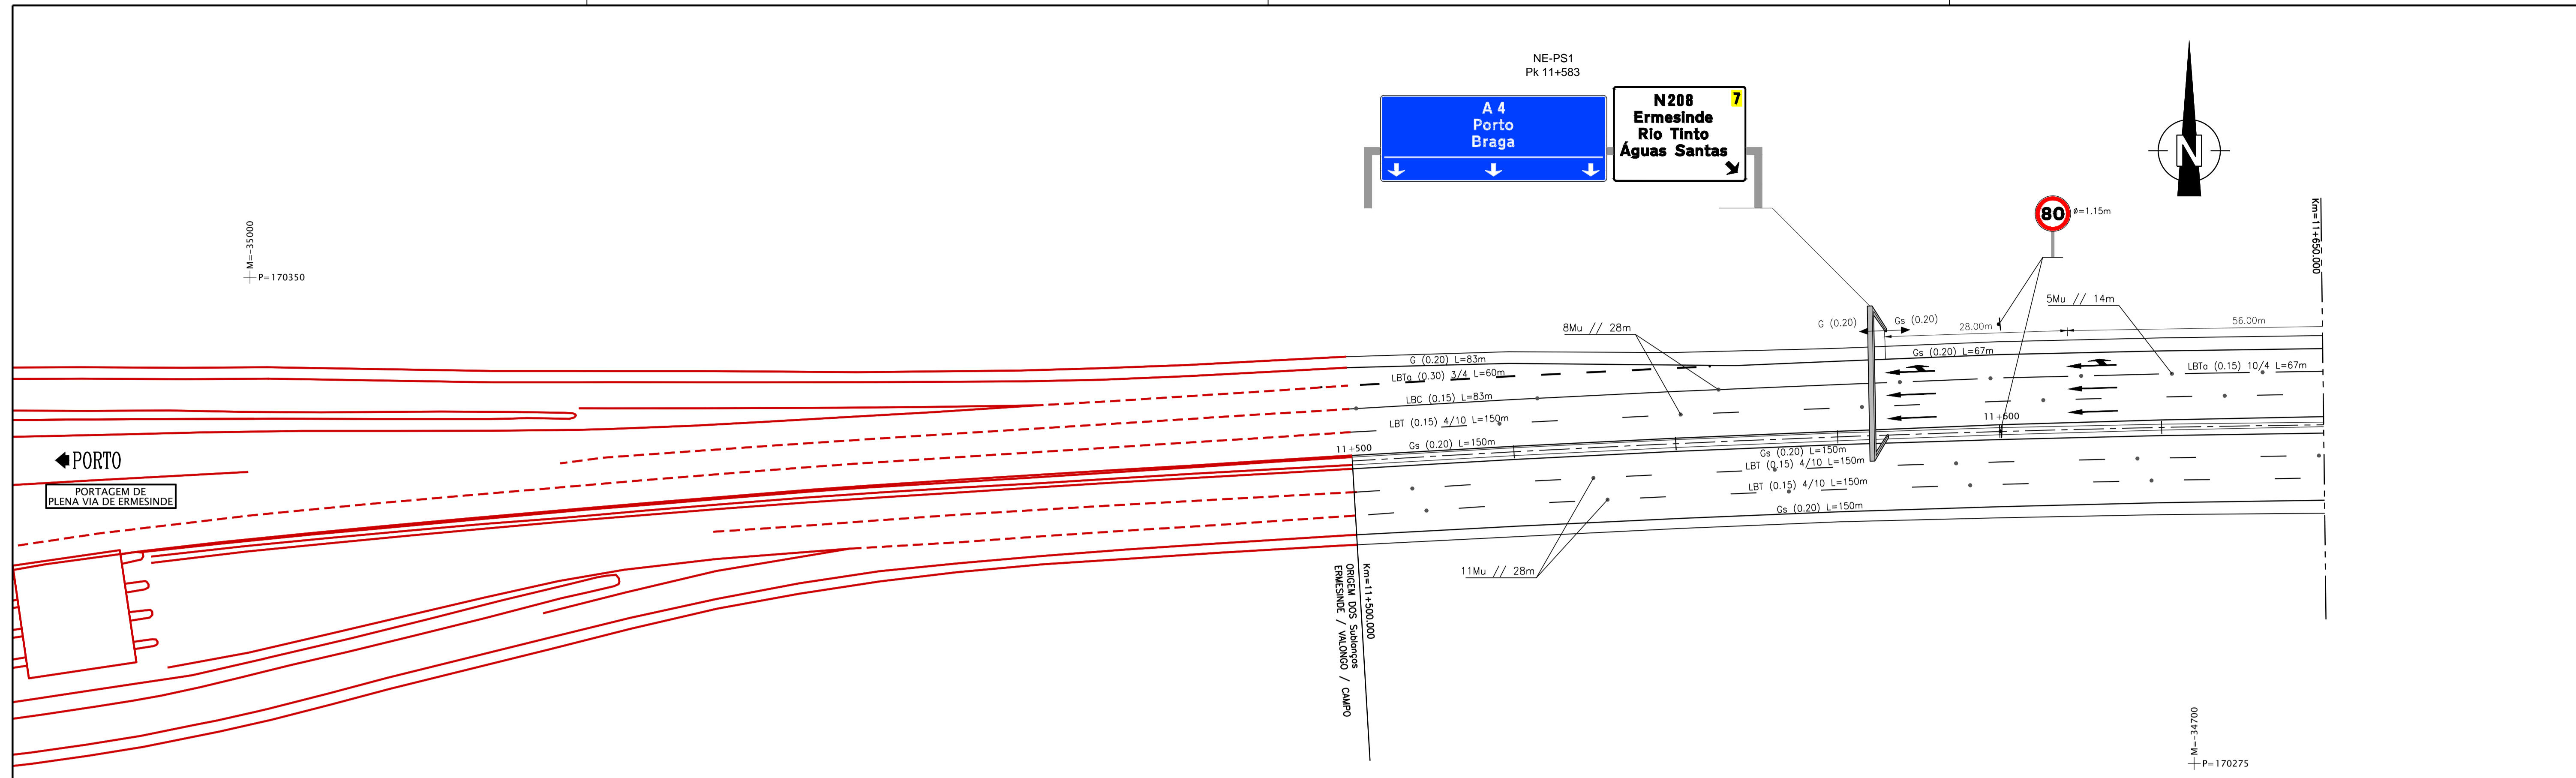 NE-PS1
Pk 11+583
A 4
Porto
Braga
N208 7
Ermesinde
Rio Tinto
Águas Santas
N
80
ø=1.15m
Km=11+650.000
M=-35000
P=170350
5Mu // 14m
8Mu // 28m
G (0.20)
Gs (0.20)
28.00m
56.00m
G (0.20) L=83m
Gs (0.20) L=67m
LBTa (0.30) 3/4 L=60m
LBTa (0.15) 10/4 L=67m
LBC (0.15) L=83m
LBT (0.15) 4/10 L=150m
11+600
Gs (0.20) L=150m
11+500
Gs (0.20) L=150m
LBT (0.15) 4/10 L=150m
LBT (0.15) 4/10 L=150m
Gs (0.20) L=150m
PORTO
PORTAGEM DE
PLENA VIA DE ERMESINDE
11Mu // 28m
Km=11+500.000
ORIGEM DOS Sublanços
ERMESINDE / VALONGO / CAMPO
M=-34700
P=170275